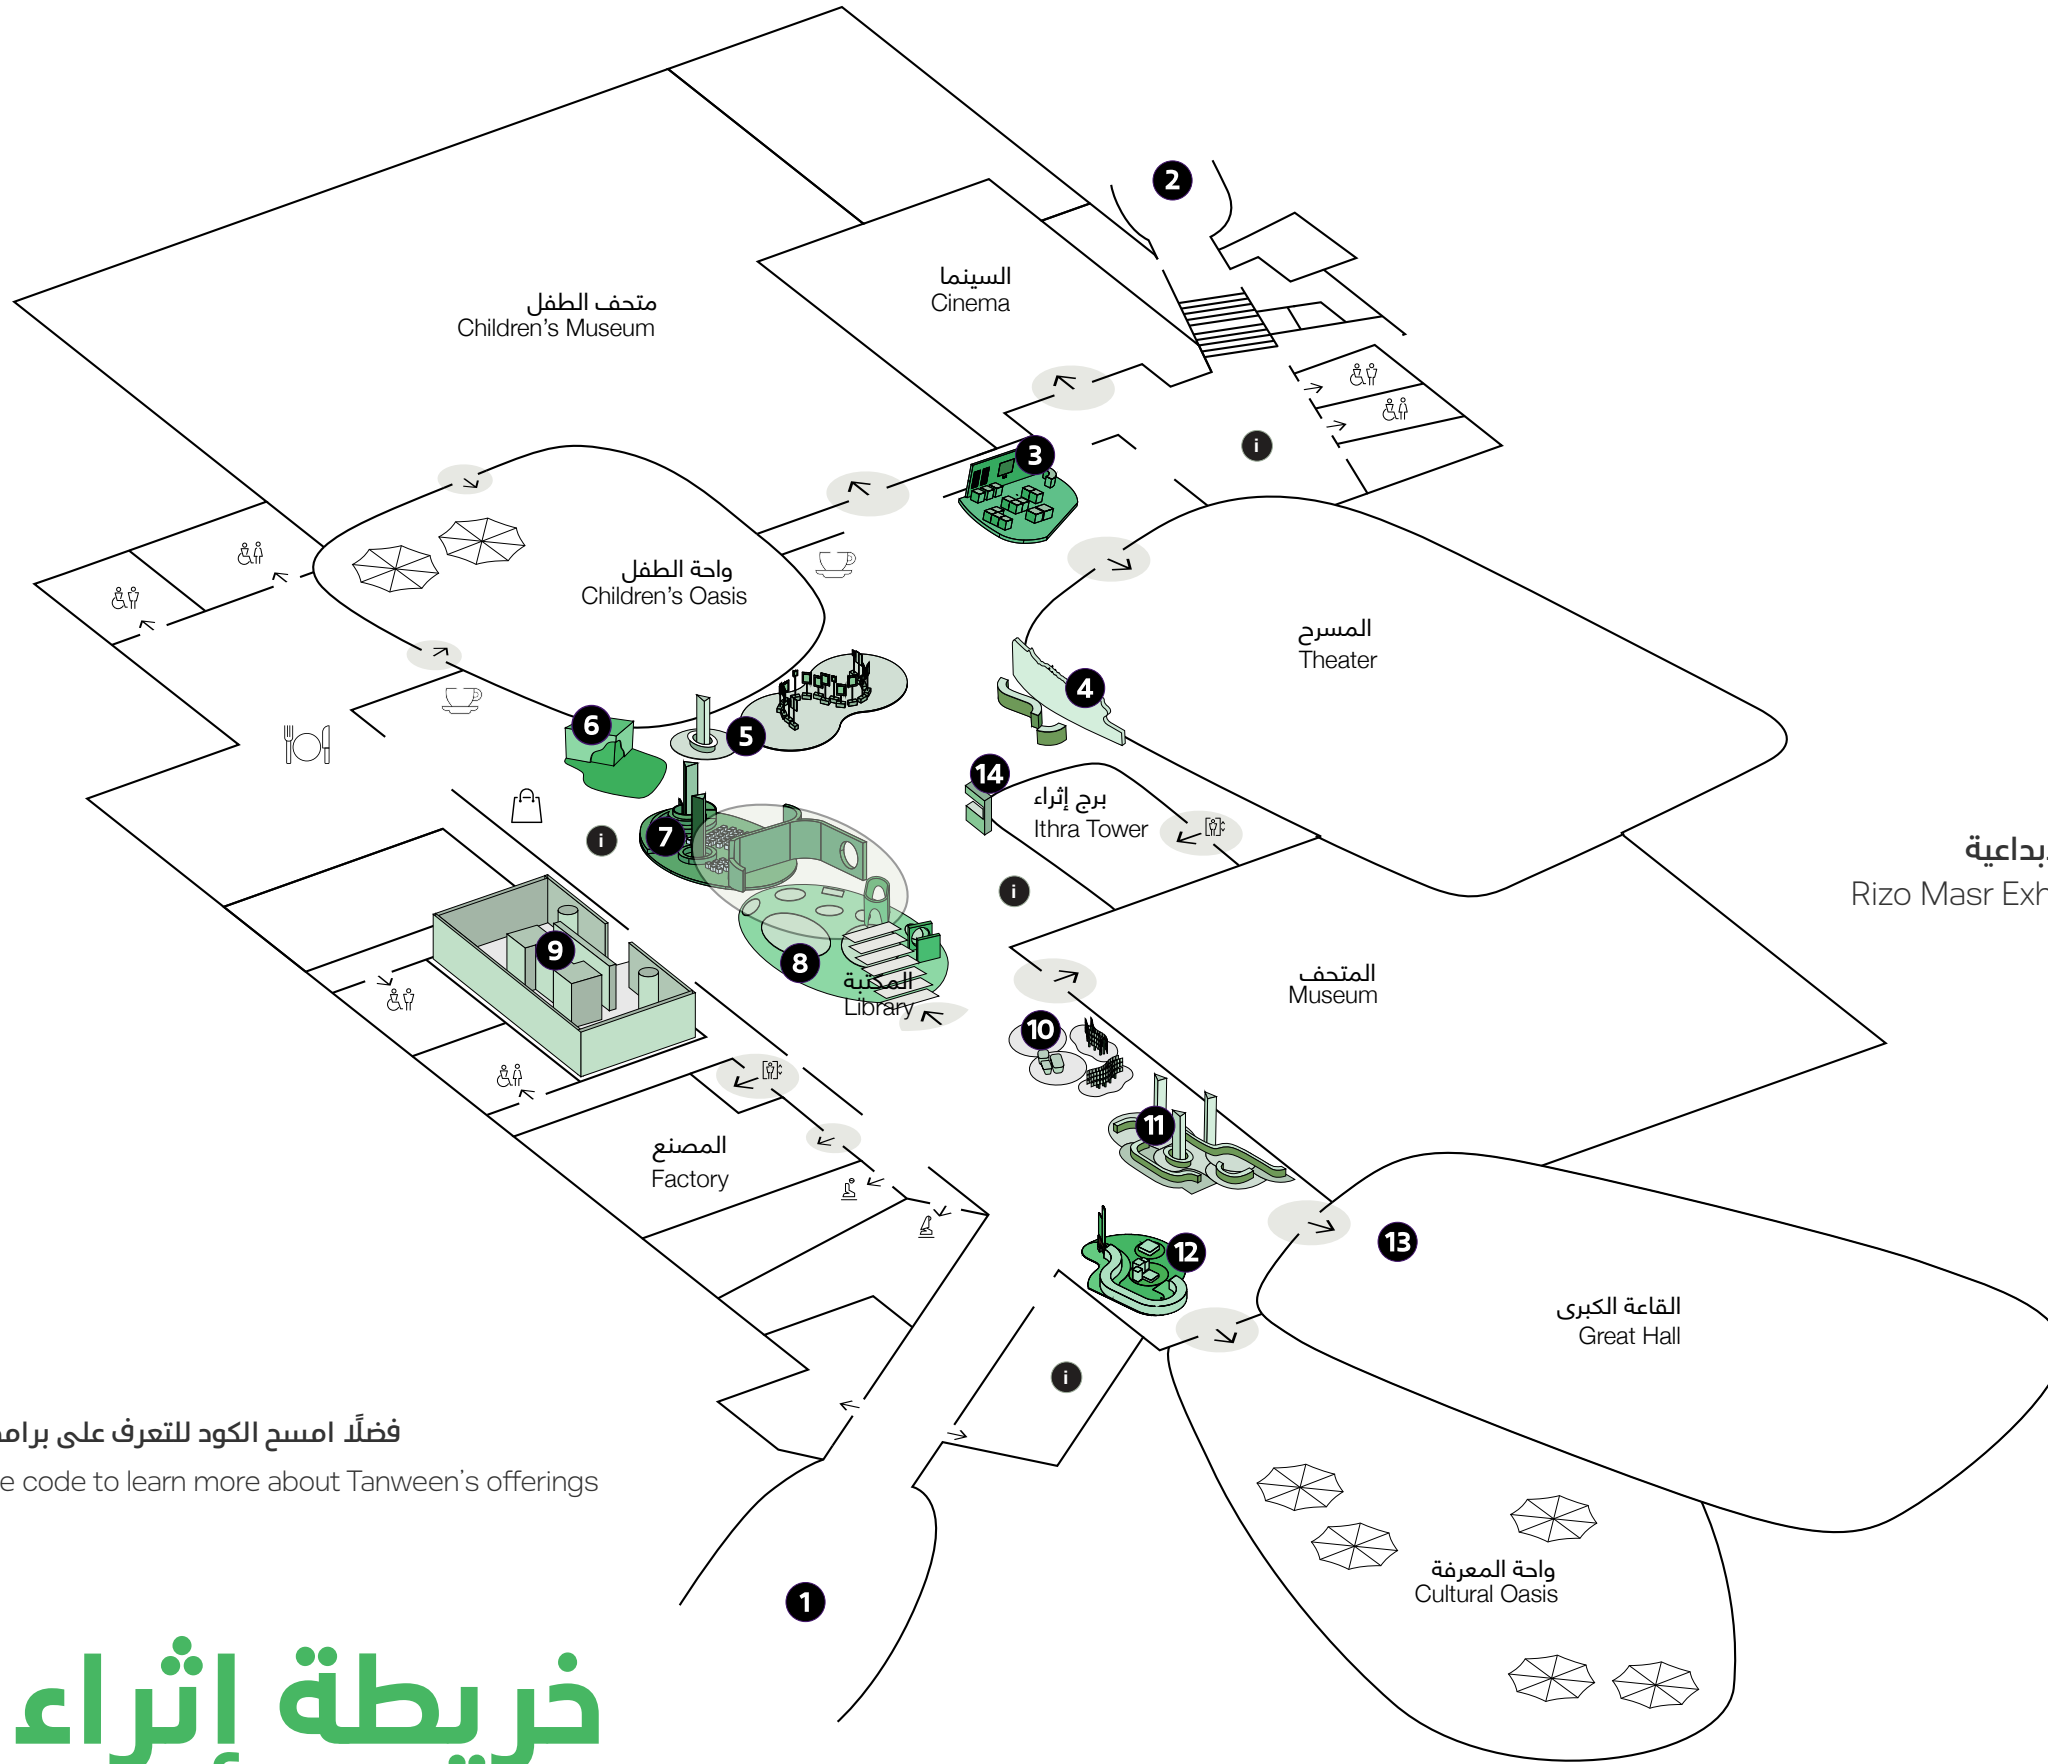 2
السينما
Cinema
متحف الطفل
Children's Museum
3
i
واحة الطفل
Children's Oasis
المسرح
Theater
4
6
5
14
برج إثراء
Ithra Tower
7
i
i
9
8
المكتبة
Library
المتحف
Museum
10
11
المصنع
Factory
12
13
القاعة الكبرى
Great Hall
i
واحة المعرفة
Cultural Oasis
1
Rizo Masr
code to learn more about Tanween's offerings
فضلًا امسح الكود للتعرف على
خريطة إثراء